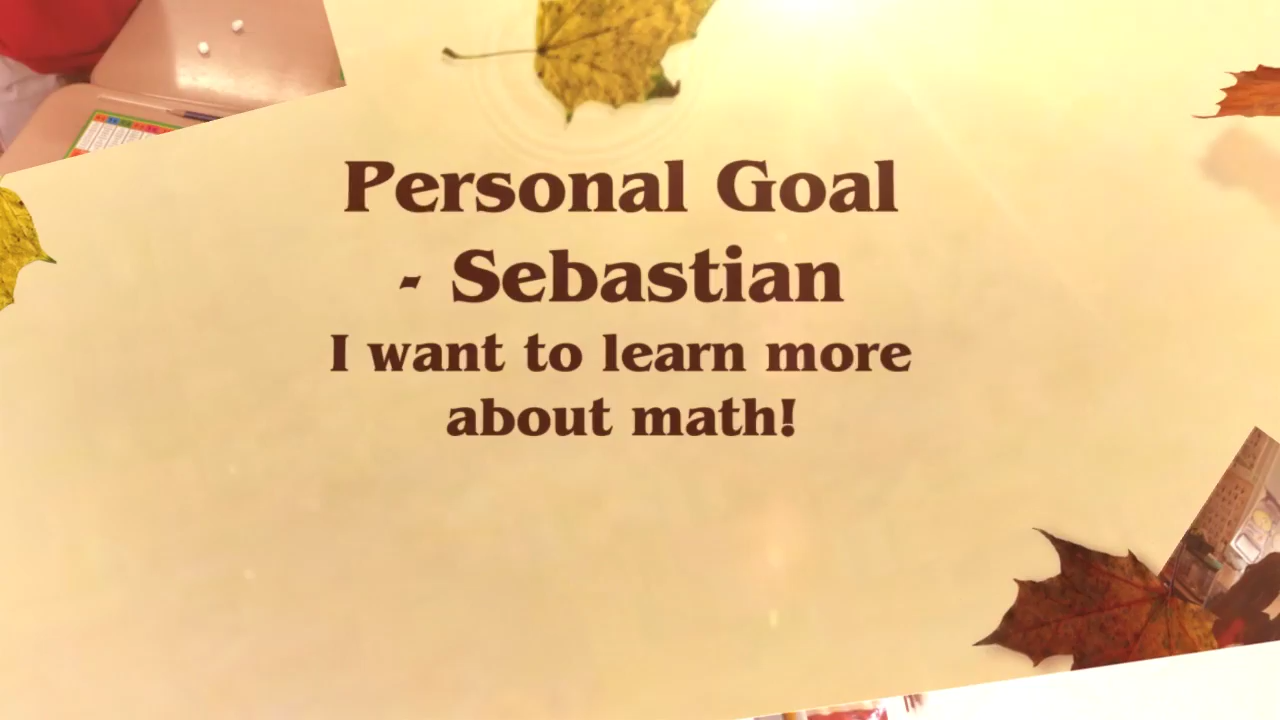 Personal Goal
- Sebastian
I want to learn more
about math!